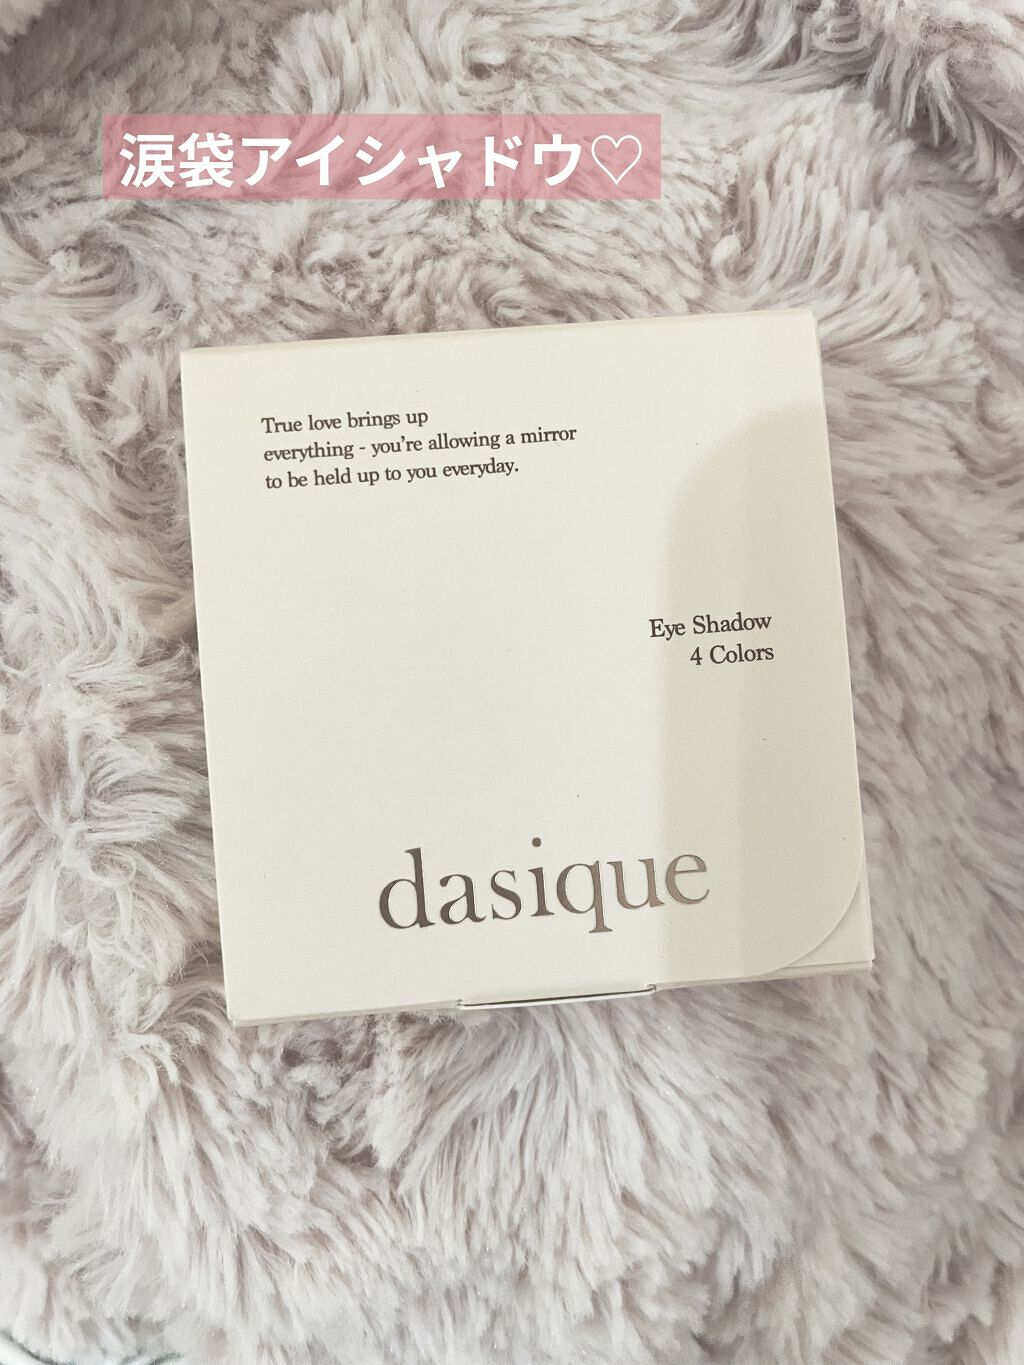 涙袋アイシャドウ♡
True love brings up
everything - you're allowing a mirror
to be held up to you everyday.
Eye Shadow
4 Colors
dasique